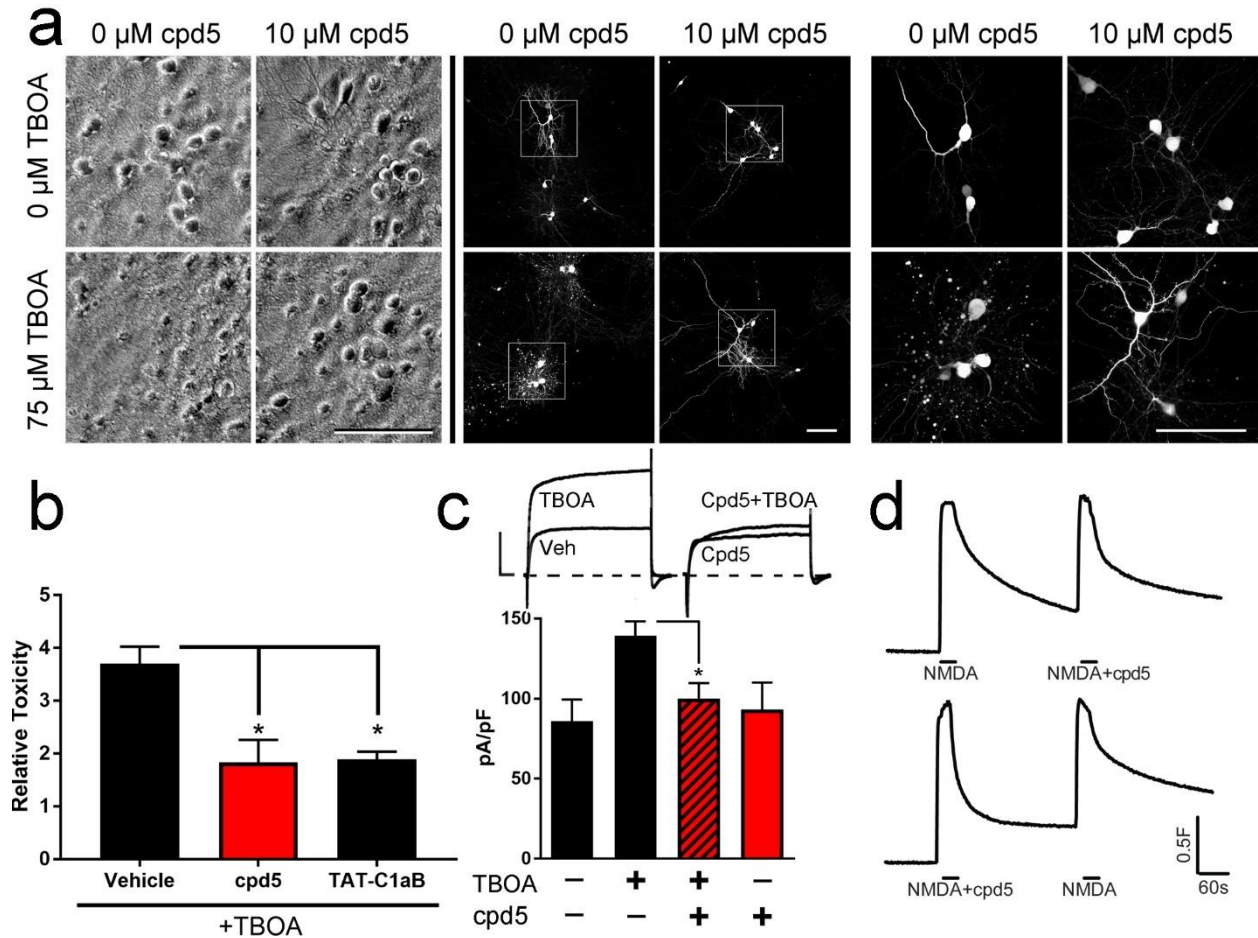 a
0 µM cpd5 10 µM cpd5 0 µM cpd5 10 µM cpd5 0 µM cpd5 10 µM cpd5
0 µM TBOA
75 µM TBOA
b
Relative Toxicity
5
4
3
2
1
0
* *
Vehicle cpd5 TAT-C1aB
+TBOA
c
TBOA
Veh
Cpd5+TBOA
Cpd5
pA/pF
150
100
50
0
*
TBOA − + + −
cpd5 − − + +
d
NMDA NMDA+cpd5
NMDA+cpd5 NMDA
0.5F
60s